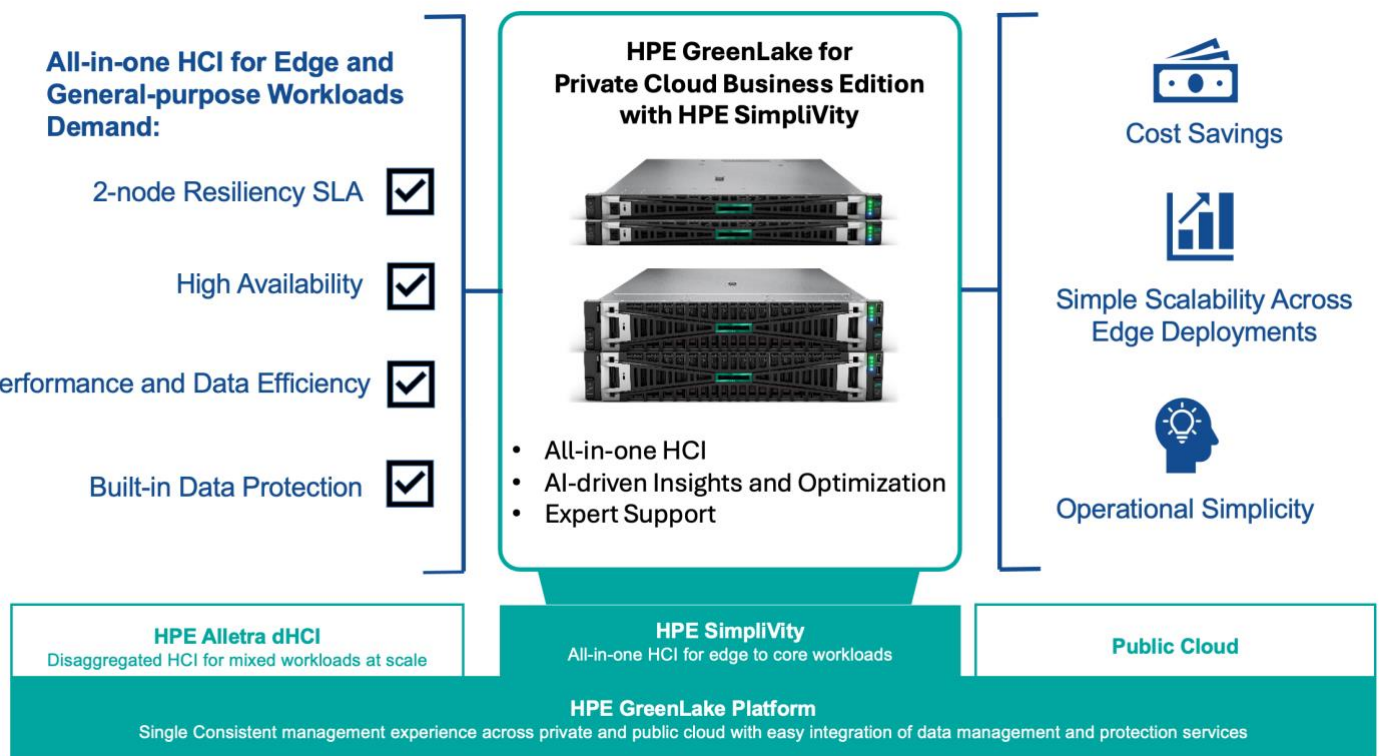 All-in-one HCI for Edge and
General-purpose Workloads
Demand:
2-node Resiliency SLA
High Availability
erformance and Data Efficiency
Built-in Data Protection
HPE GreenLake for
Private Cloud Business Edition
with HPE SimpliVity
• All-in-one HCI
• AI-driven Insights and Optimization
• Expert Support
Cost Savings
Simple Scalability Across
Edge Deployments
Operational Simplicity
HPE Alletra dHCI
Disaggregated HCI for mixed workloads at scale
HPE SimpliVity
All-in-one HCI for edge to core workloads
Public Cloud
HPE GreenLake Platform
Single Consistent management experience across private and public cloud with easy integration of data management and protection services